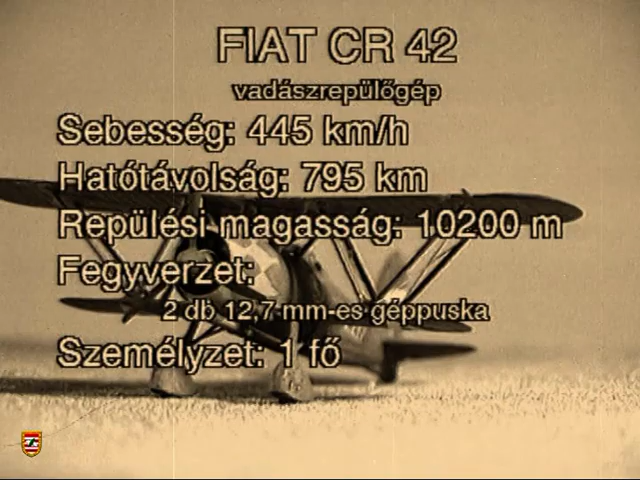 FIAT CR 42
vadászrepülőgép
Sebesség: 445 km/h
Hatótávolság: 795 km
Repülési magasság: 10200 m
Fegyverzet:
2 db 12,7 mm-es géppuska
Személyzet: 1 fő